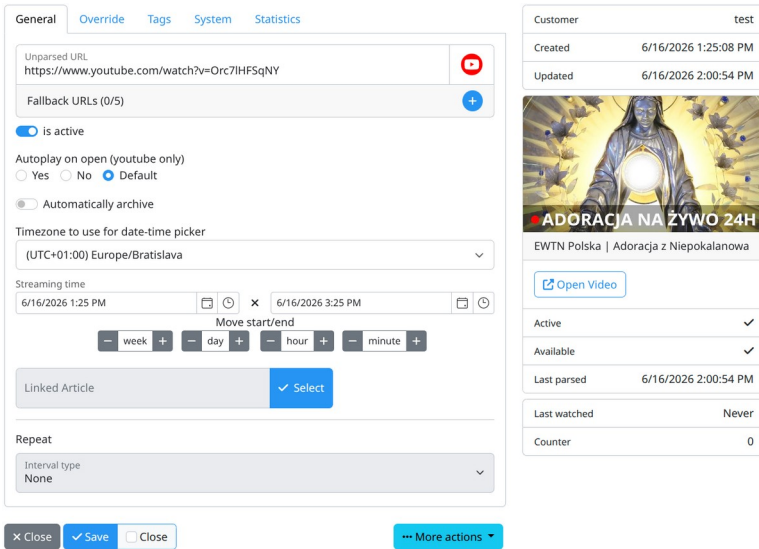 General Override Tags System Statistics
Unparsed URL
https://www.youtube.com/watch?v=Orc7lHFSqNY
Fallback URLs (0/5)
is active
Autoplay on open (youtube only)
Yes No Default
Automatically archive
Timezone to use for date-time picker
(UTC+01:00) Europe/Bratislava
Streaming time
6/16/2026 1:25 PM × 6/16/2026 3:25 PM
Move start/end
− week + − day + − hour + − minute +
Linked Article Select
Repeat
Interval type
None
× Close Save Close ··· More actions
Customer test
Created 6/16/2026 1:25:08 PM
Updated 6/16/2026 2:00:54 PM
ADORACJA NA ŻYWO 24H
EWTN Polska | Adoracja z Niepokalanowa
Open Video
Active
Available
Last parsed 6/16/2026 2:00:54 PM
Last watched Never
Counter 0